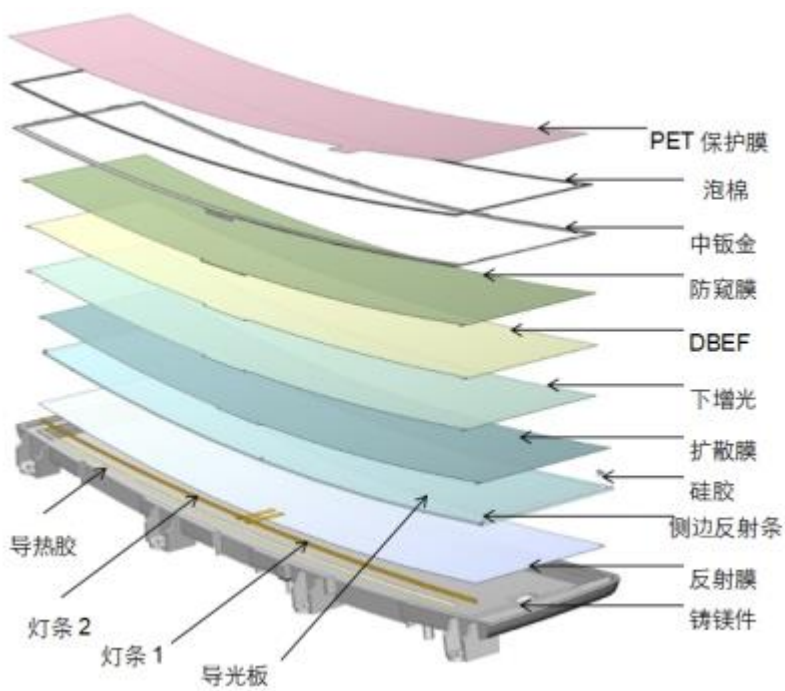 PET 保护膜
泡棉
中钣金
防窥膜
DBEF
下增光
扩散膜
硅胶
侧边反射条
反射膜
铸镁件
导热胶
灯条 2
灯条 1
导光板